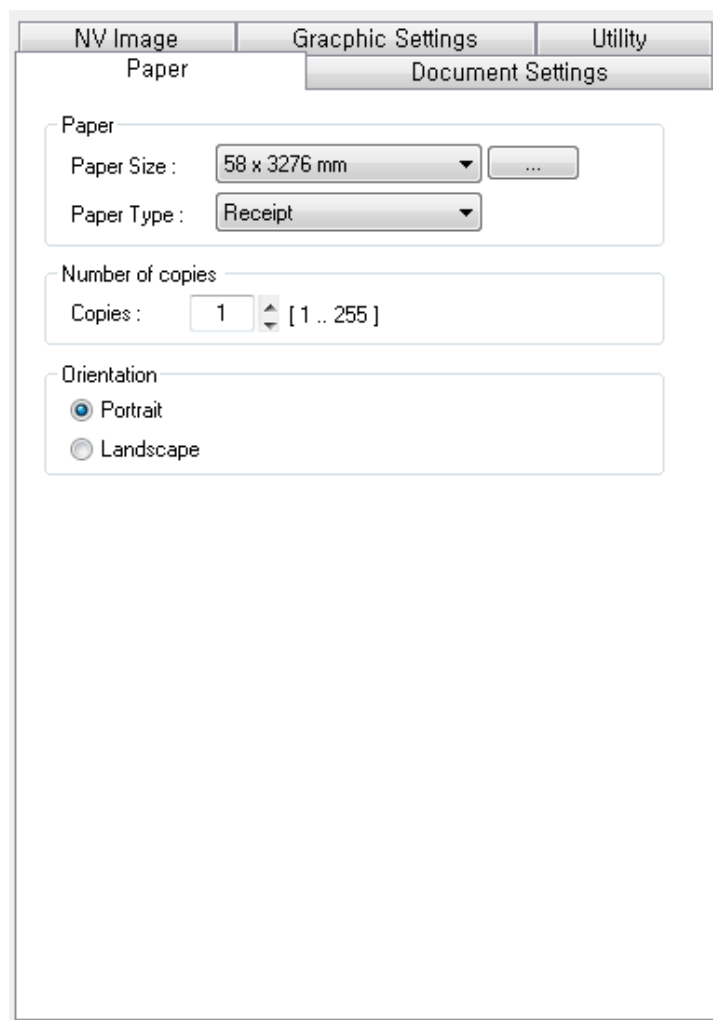 NV Image Gracphic Settings Utility
Paper Document Settings
Paper
Paper Size : 58 x 3276 mm ...
Paper Type : Receipt
Number of copies
Copies : 1 [ 1 .. 255 ]
Orientation
Portrait
Landscape